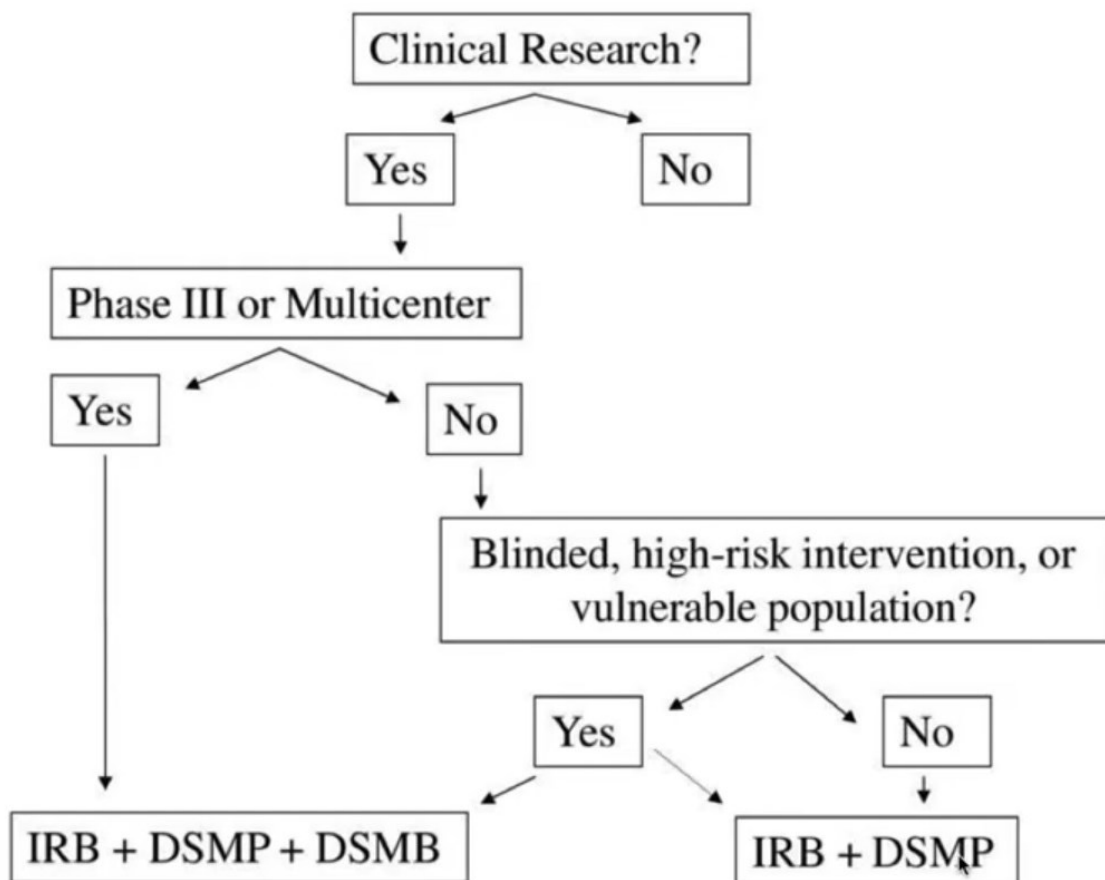 Clinical Research?
Yes
No
Phase III or Multicenter
Yes
No
Blinded, high-risk intervention, or
vulnerable population?
Yes
No
IRB + DSMP + DSMB
IRB + DSMP